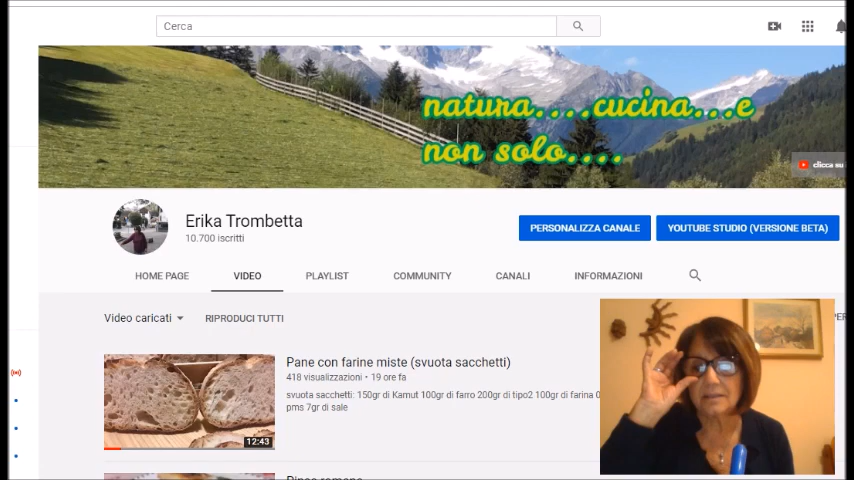 Cerca
natura....cucina...e
non solo....
clicca su
Erika Trombetta
10.700 iscritti
PERSONALIZZA CANALE
YOUTUBE STUDIO (VERSIONE BETA)
HOME PAGE VIDEO PLAYLIST COMMUNITY CANALI INFORMAZIONI
Video caricati RIPRODUCI TUTTI
Pane con farine miste (svuota sacchetti)
418 visualizzazioni • 19 ore fa
svuota sacchetti: 150gr di Kamut 100gr di farro 200gr di tipo2 100gr di farina 0
pms 7gr di sale
12:43